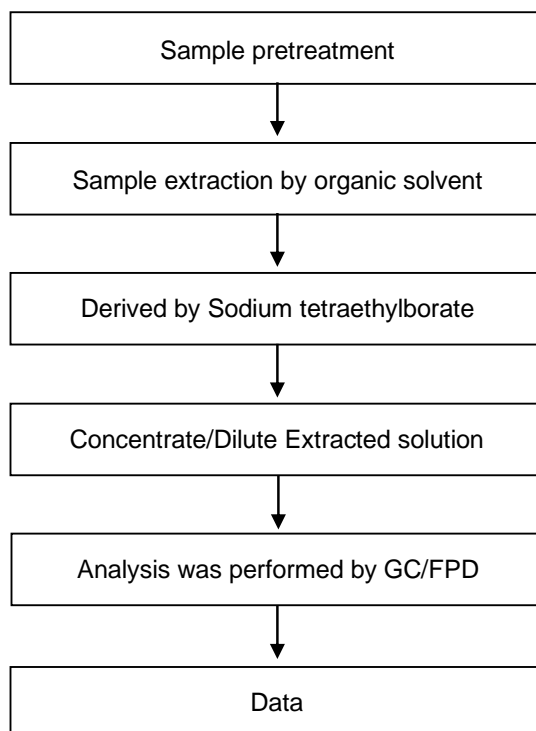 Sample pretreatment
Sample extraction by organic solvent
Derived by Sodium tetraethylborate
Concentrate/Dilute Extracted solution
Analysis was performed by GC/FPD
Data